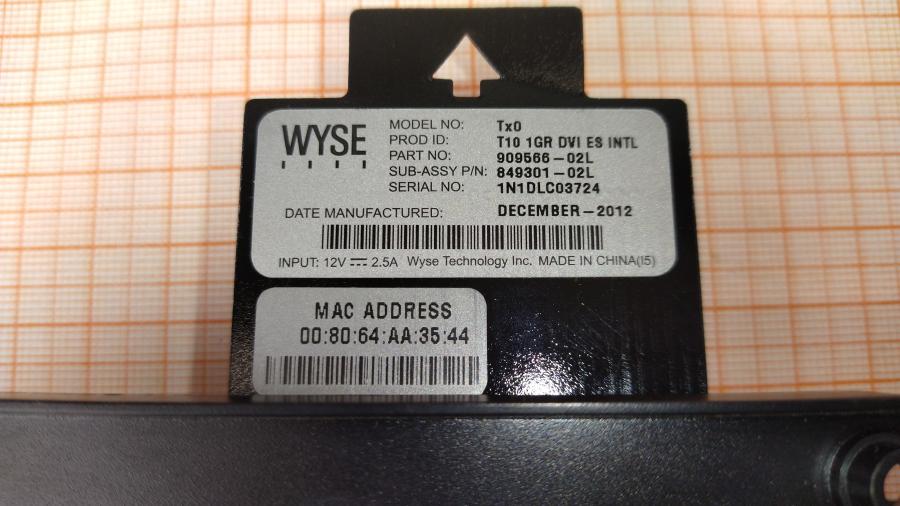 WYSE
MODEL NO: Tx0
PROD ID: T10 1GR DVI ES INTL
PART NO: 909566-02L
SUB-ASSY P/N: 849301-02L
SERIAL NO: 1N1DLC03724
DATE MANUFACTURED: DECEMBER-2012
INPUT: 12V ⎓ 2.5A Wyse Technology Inc. MADE IN CHINA(I5)
MAC ADDRESS
00:80:64:AA:35:44